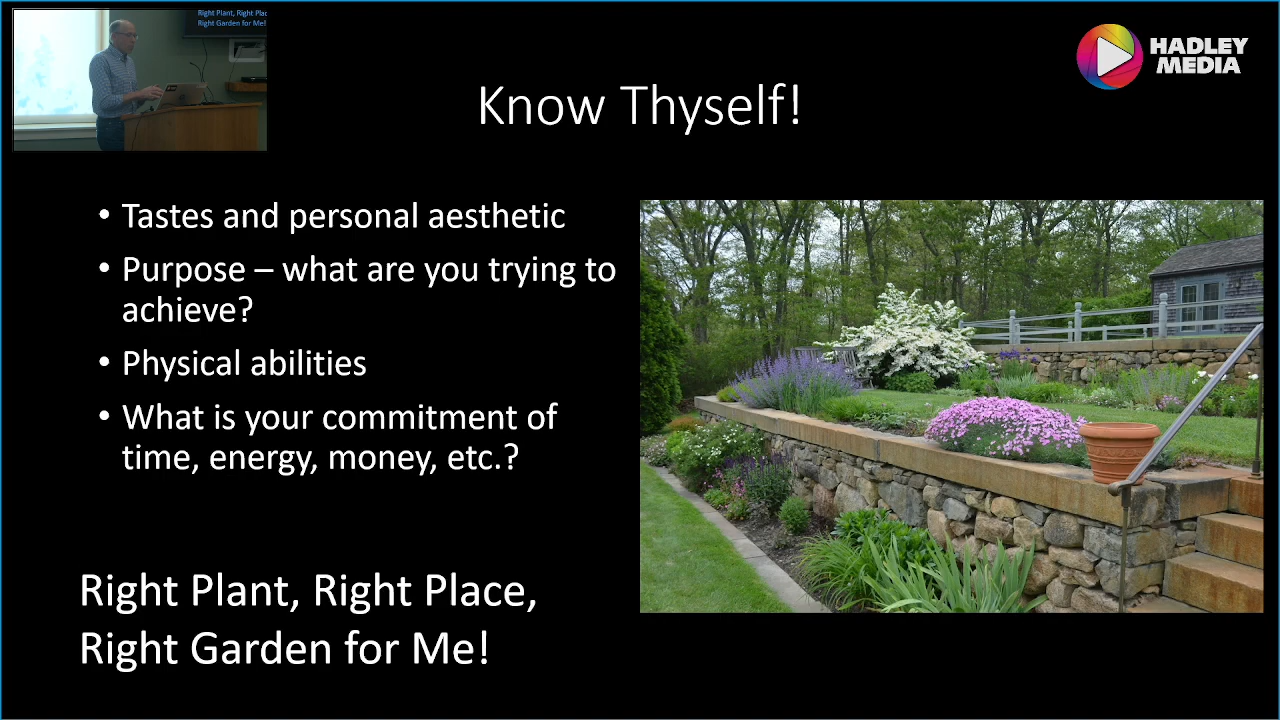 Right Plant, Right Plac
Right Garden for Me!
HADLEY
MEDIA
Know Thyself!
• Tastes and personal aesthetic
• Purpose – what are you trying to
achieve?
• Physical abilities
• What is your commitment of
time, energy, money, etc.?
Right Plant, Right Place,
Right Garden for Me!